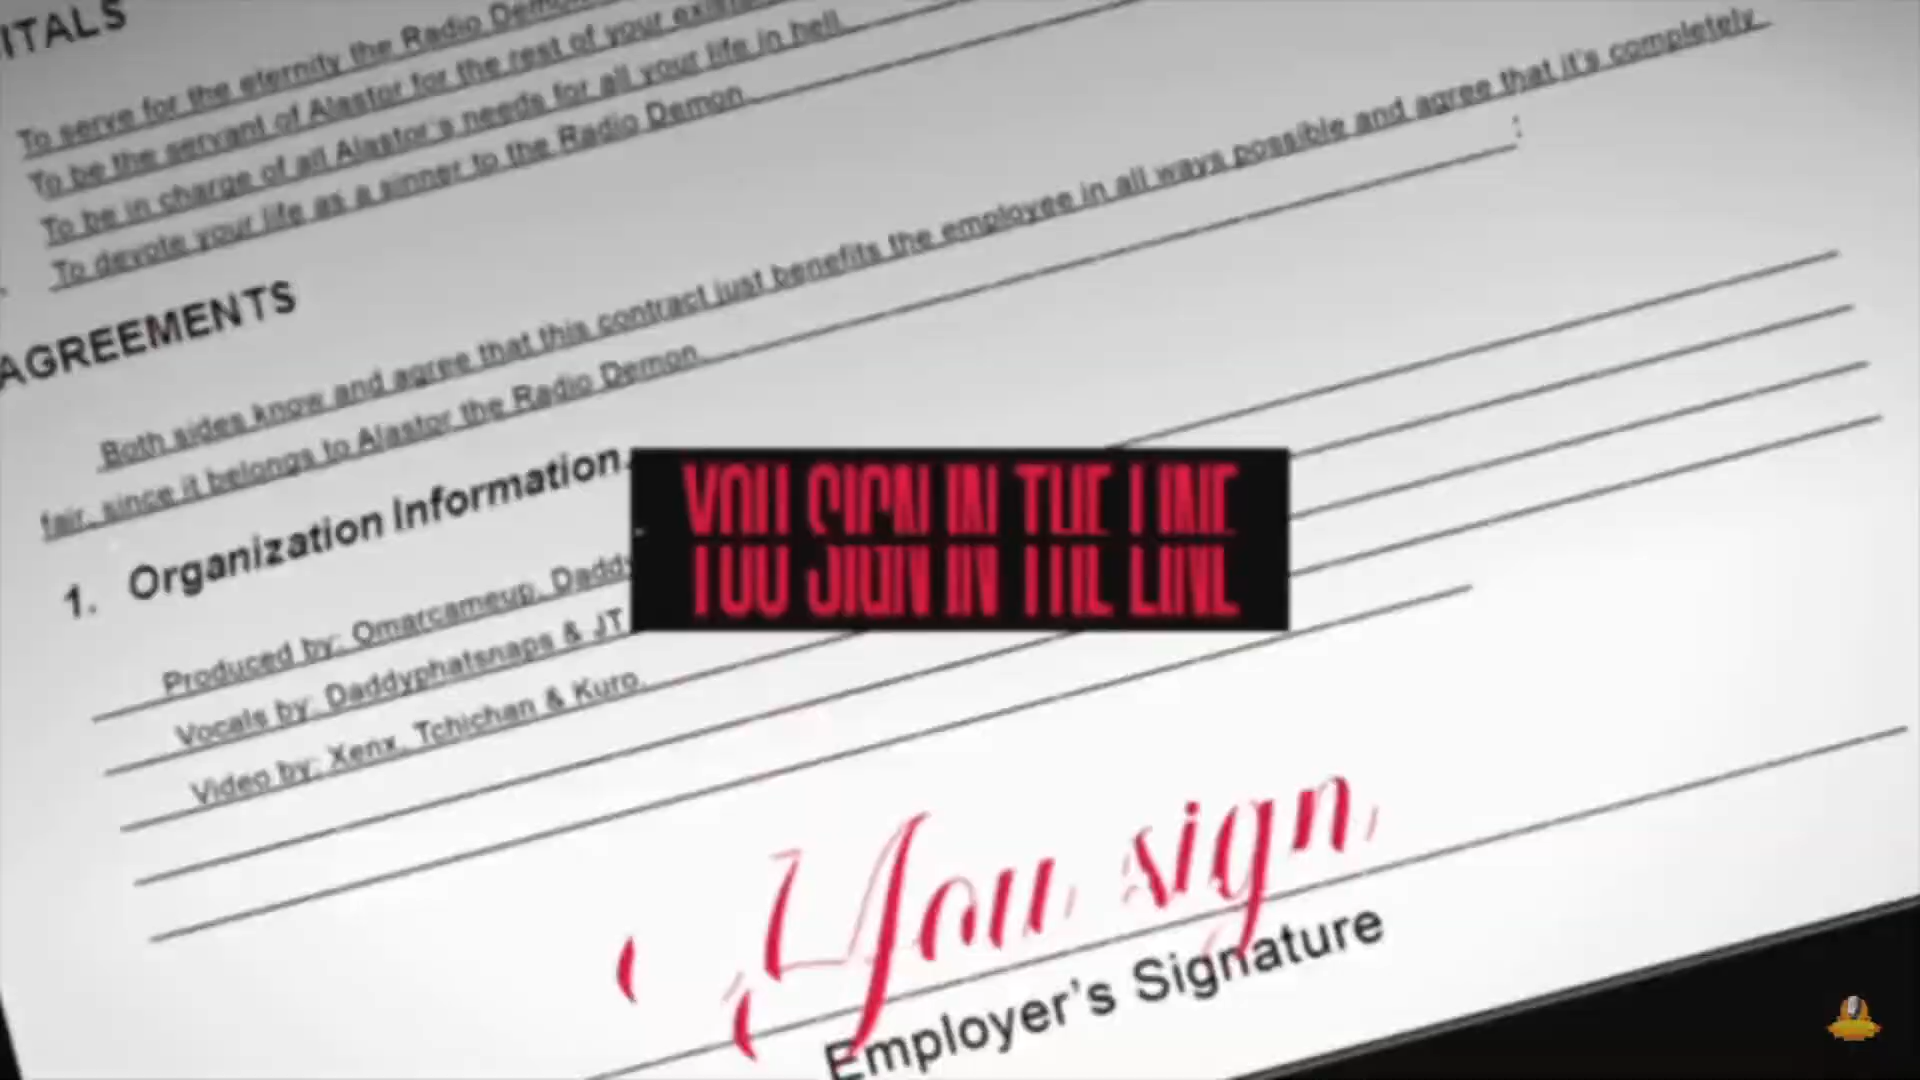 ITALS
To serve for the eternity the Radio Demon
To be the servant of Alastor for the rest of your
To be in charge of all Alastor's needs for all your life in hell.
To devote your life as a sinner to the Radio Demon.
AGREEMENTS
Both sides know and agree that this contract just benefits the employee in all ways possible and agree that it's completely
fair, since it belongs to Alastor the Radio Demon.
1. Organization Information
Produced by: Omarcameup, Daddy
Vocals by: Daddyphatsnaps & JT
Video by: Xenx, Tchichan & Kuro.
YOU SIGN IN THE LINE
You sign
Employer's Signature